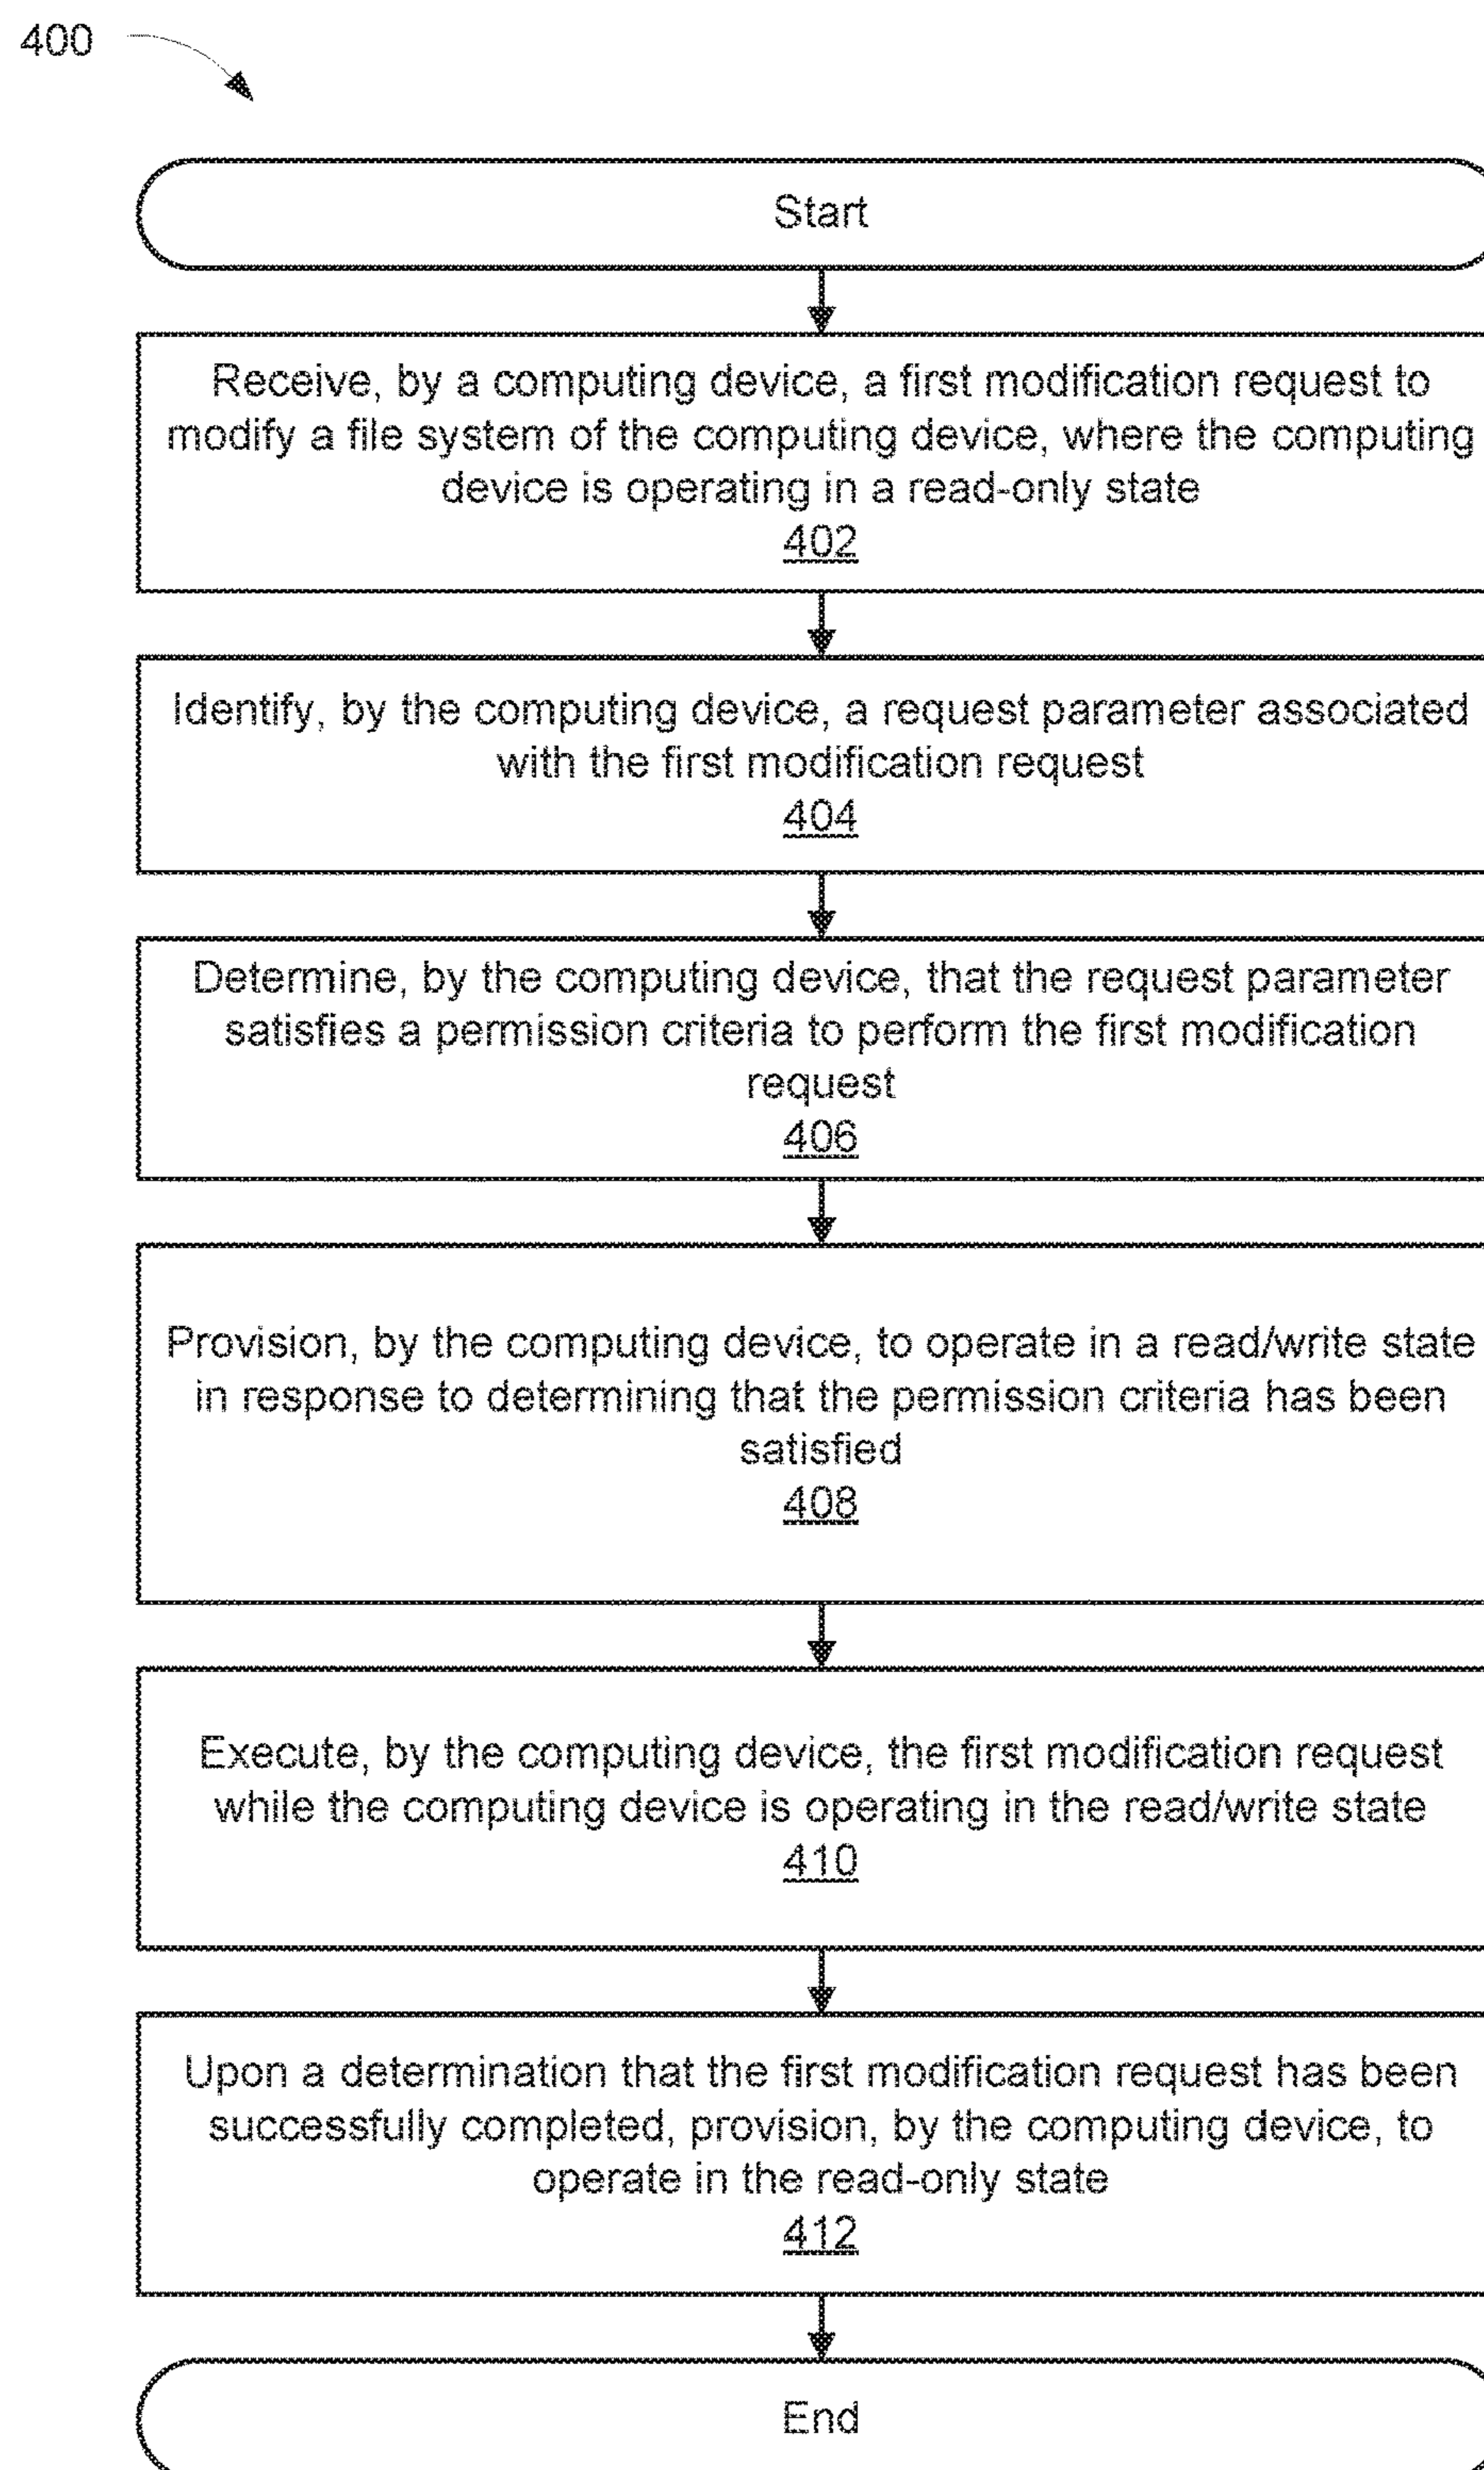 400
Start
Receive, by a computing device, a first modification request to
modify a file system of the computing device, where the computing
device is operating in a read-only state
402
Identify, by the computing device, a request parameter associated
with the first modification request
404
Determine, by the computing device, that the request parameter
satisfies a permission criteria to perform the first modification
request
406
Provision, by the computing device, to operate in a read/write state
in response to determining that the permission criteria has been
satisfied
408
Execute, by the computing device, the first modification request
while the computing device is operating in the read/write state
410
Upon a determination that the first modification request has been
successfully completed, provision, by the computing device, to
operate in the read-only state
412
End